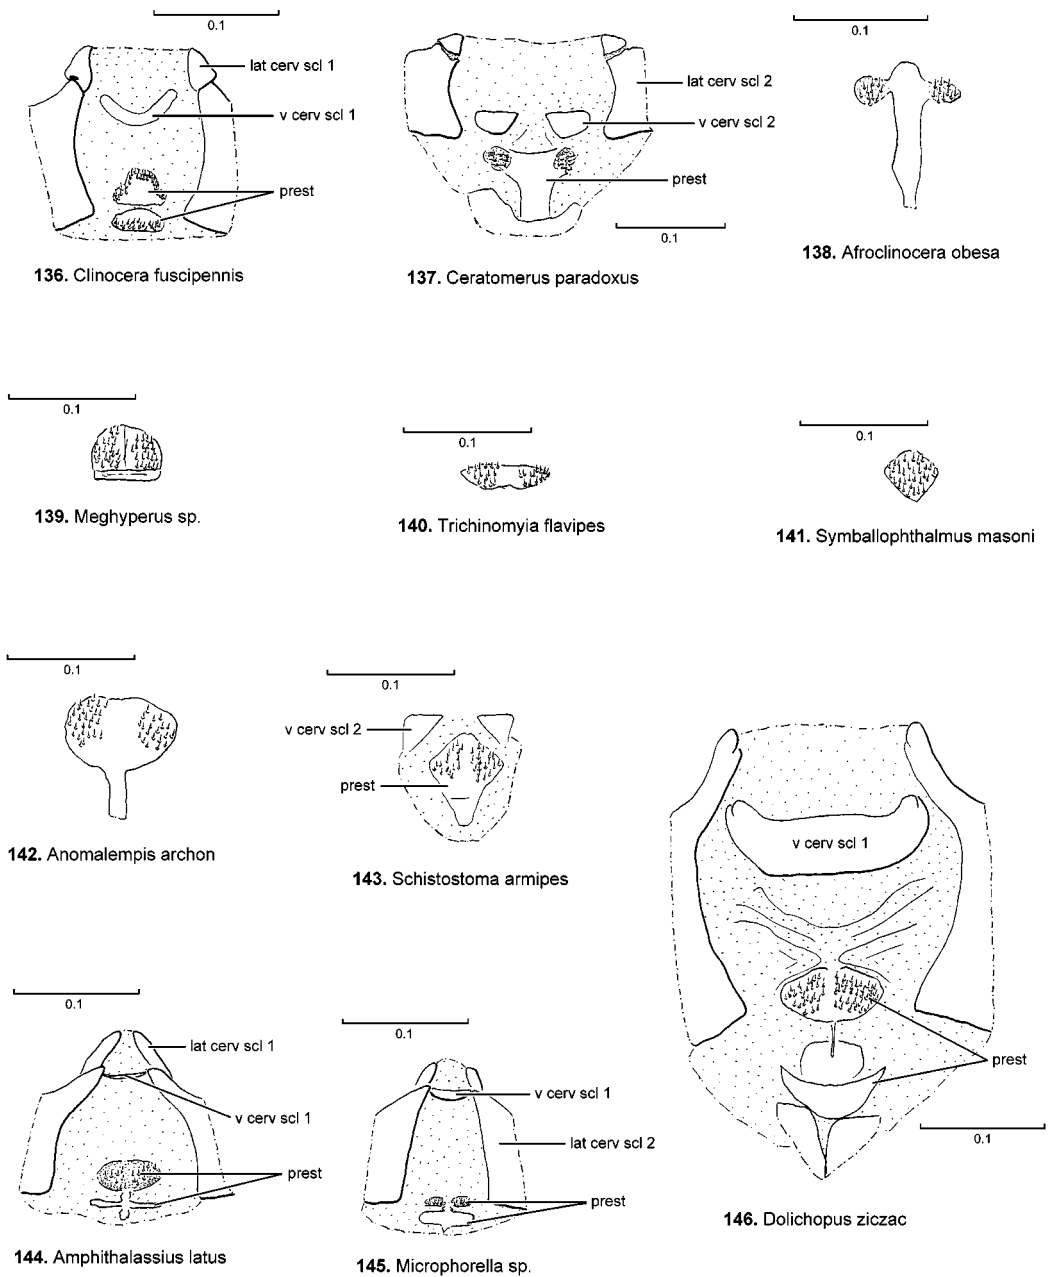 0.1
lat cerv scl 1
v cerv scl 1
prest
136. Clinocera fuscipennis
lat cerv scl 2
v cerv scl 2
prest
0.1
137. Ceratomerus paradoxus
0.1
138. Afroclinocera obesa
0.1
139. Meghyperus sp.
0.1
140. Trichinomyia flavipes
0.1
141. Symballophthalmus masoni
0.1
142. Anomalempis archon
0.1
v cerv scl 2
prest
143. Schistostoma armipes
0.1
lat cerv scl 1
v cerv scl 1
prest
144. Amphithalassius latus
0.1
v cerv scl 1
lat cerv scl 2
prest
145. Microphorella sp.
v cerv scl 1
prest
0.1
146. Dolichopus ziczac